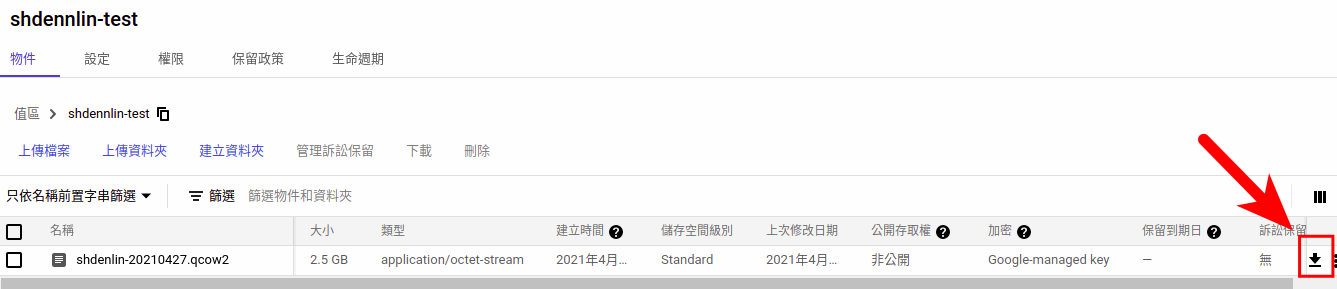 shdennlin-test
物件 設定 權限 保留政策 生命週期
值區 shdennlin-test
上傳檔案 上傳資料夾 建立資料夾 管理訴訟保留 下載 刪除
只依名稱前置字串篩選 篩選 篩選物件和資料夾
名稱 大小 類型 建立時間 ? 儲存空間級別 上次修改日期 公開存取權 ? 加密 ? 保留到期日 ? 訴訟保留
shdenlin-20210427.qcow2 2.5 GB application/octet-stream 2021年4月... Standard 2021年4月... 非公開 Google-managed key — 無